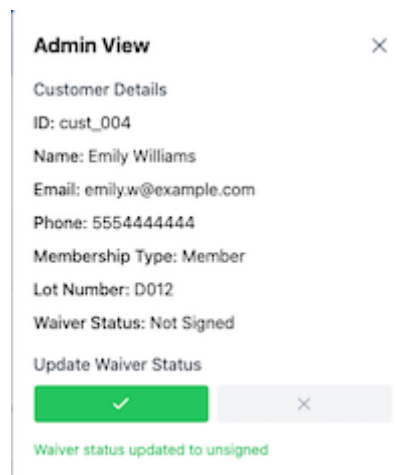 Admin View
Customer Details
ID: cust_004
Name: Emily Williams
Email: emily.w@example.com
Phone: 5554444444
Membership Type: Member
Lot Number: D012
Waiver Status: Not Signed
Update Waiver Status
Waiver status updated to unsigned